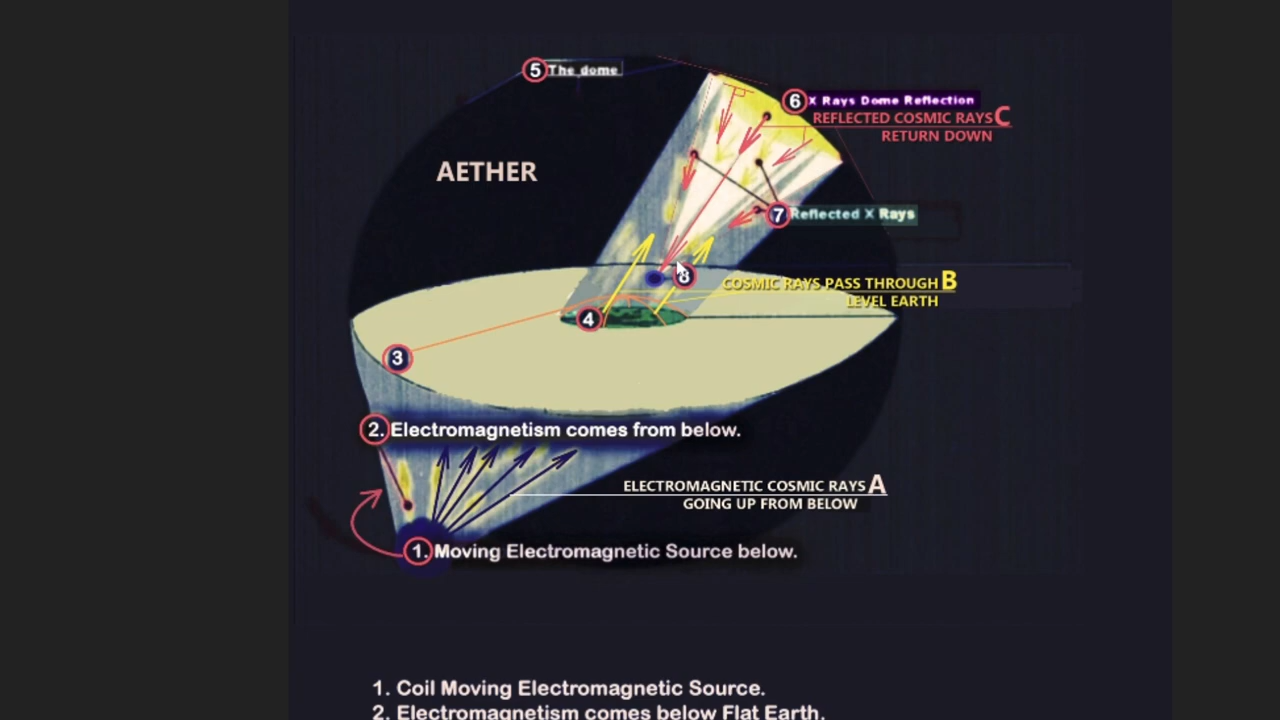 5 The dome
6 X Rays Dome Reflection
REFLECTED COSMIC RAYS C
RETURN DOWN
AETHER
7 Reflected X Rays
8
COSMIC RAYS PASS THROUGH B
LEVEL EARTH
4
3
2. Electromagnetism comes from below.
ELECTROMAGNETIC COSMIC RAYS A
GOING UP FROM BELOW
1. Moving Electromagnetic Source below.
1. Coil Moving Electromagnetic Source.
2. Electromagnetism comes below Flat Earth.